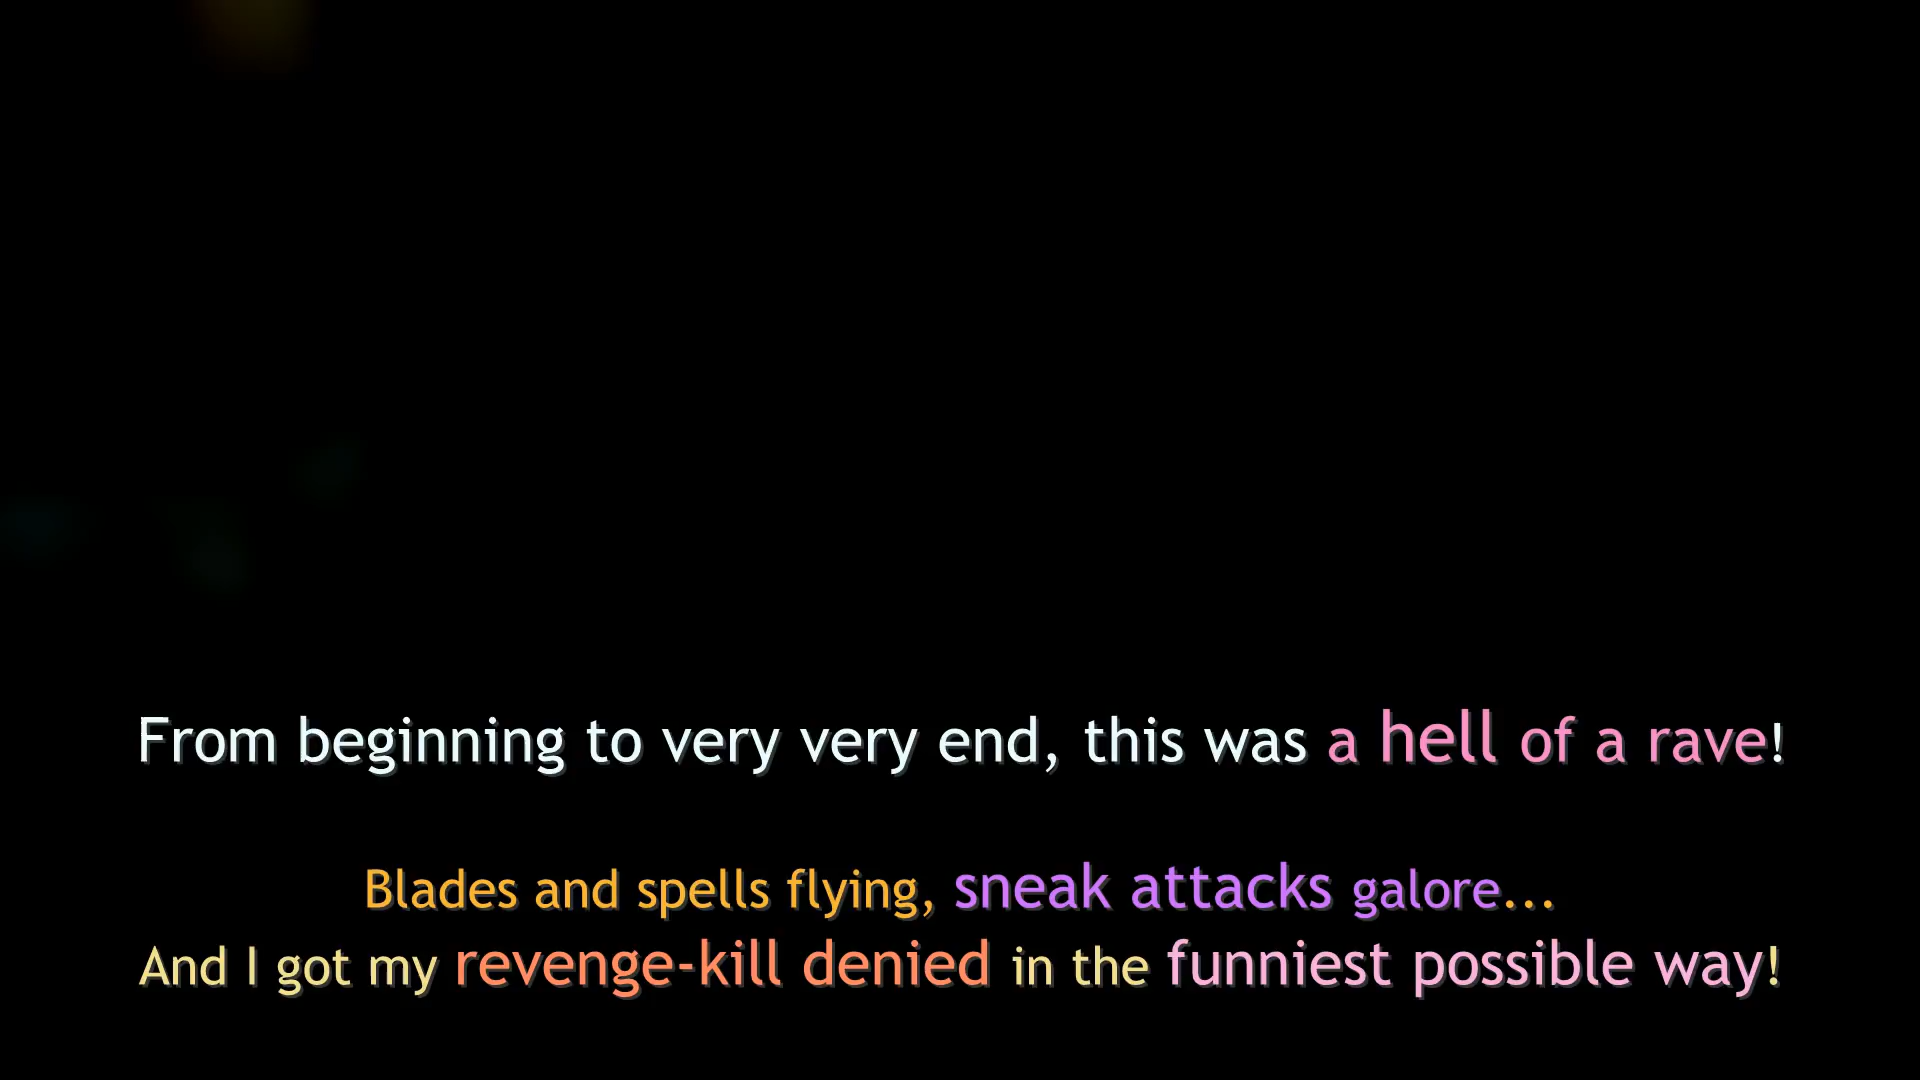 From beginning to very very end, this was a hell of a rave!
Blades and spells flying, sneak attacks galore...
And I got my revenge-kill denied in the funniest possible way!